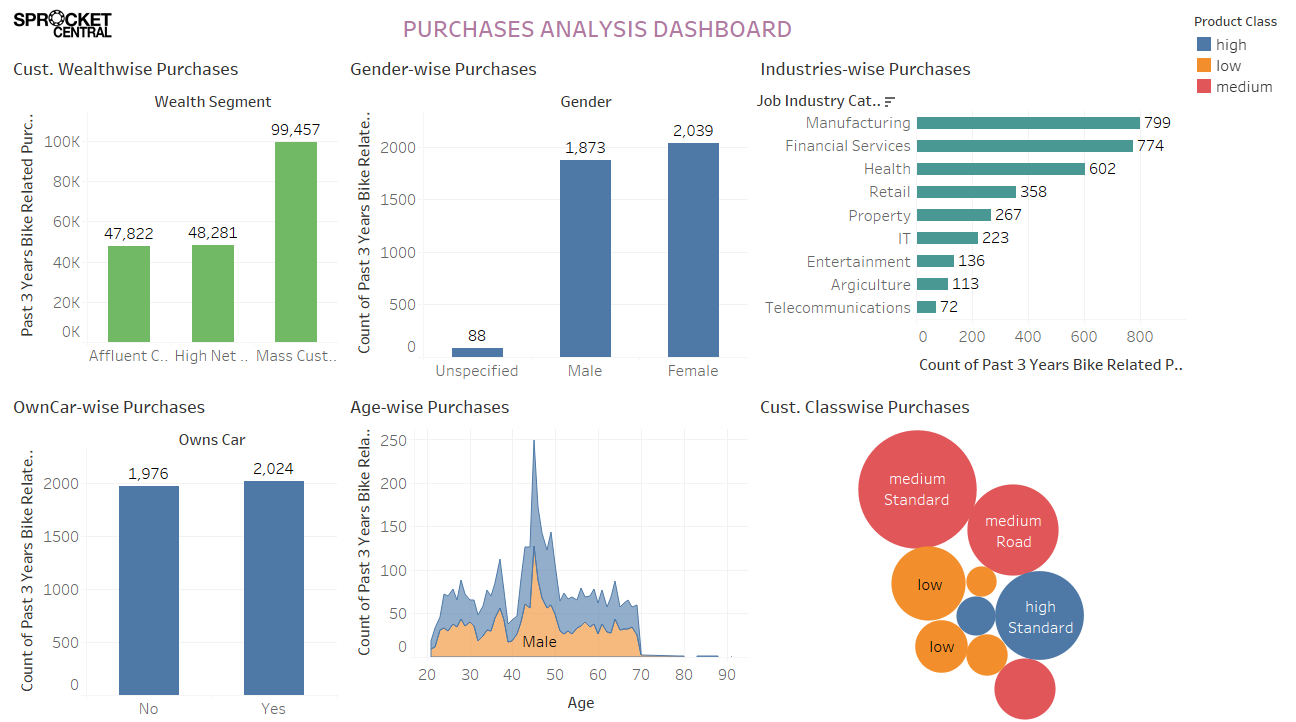 SPROCKET
CENTRAL
PURCHASES ANALYSIS DASHBOARD
Product Class
high
low
medium
Cust. Wealthwise Purchases
Wealth Segment
Past 3 Years Bike Related Purc..
100K
80K
60K
40K
20K
0K
47,822
48,281
99,457
Affluent C..
High Net ..
Mass Cust..
Gender-wise Purchases
Gender
Count of Past 3 Years Bike Relate..
2000
1500
1000
500
0
88
1,873
2,039
Unspecified
Male
Female
Industries-wise Purchases
Job Industry Cat..
Manufacturing 799
Financial Services 774
Health 602
Retail 358
Property 267
IT 223
Entertainment 136
Argiculture 113
Telecommunications 72
0 200 400 600 800
Count of Past 3 Years Bike Related P..
OwnCar-wise Purchases
Owns Car
Count of Past 3 Years Bike Relate..
2000
1500
1000
500
0
1,976
2,024
No
Yes
Age-wise Purchases
Count of Past 3 Years Bike Rela..
250
200
150
100
50
0
Male
20 30 40 50 60 70 80 90
Age
Cust. Classwise Purchases
medium
Standard
medium
Road
low
high
Standard
low